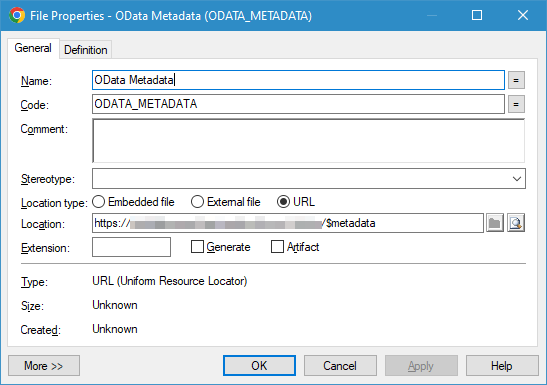 File Properties - OData Metadata (ODATA_METADATA)
General Definition
Name: OData Metadata =
Code: ODATA_METADATA =
Comment:
Stereotype:
Location type: Embedded file External file URL
Location: https:// /$metadata
Extension: Generate Artifact
Type: URL (Uniform Resource Locator)
Size: Unknown
Created: Unknown
More >> OK Cancel Apply Help